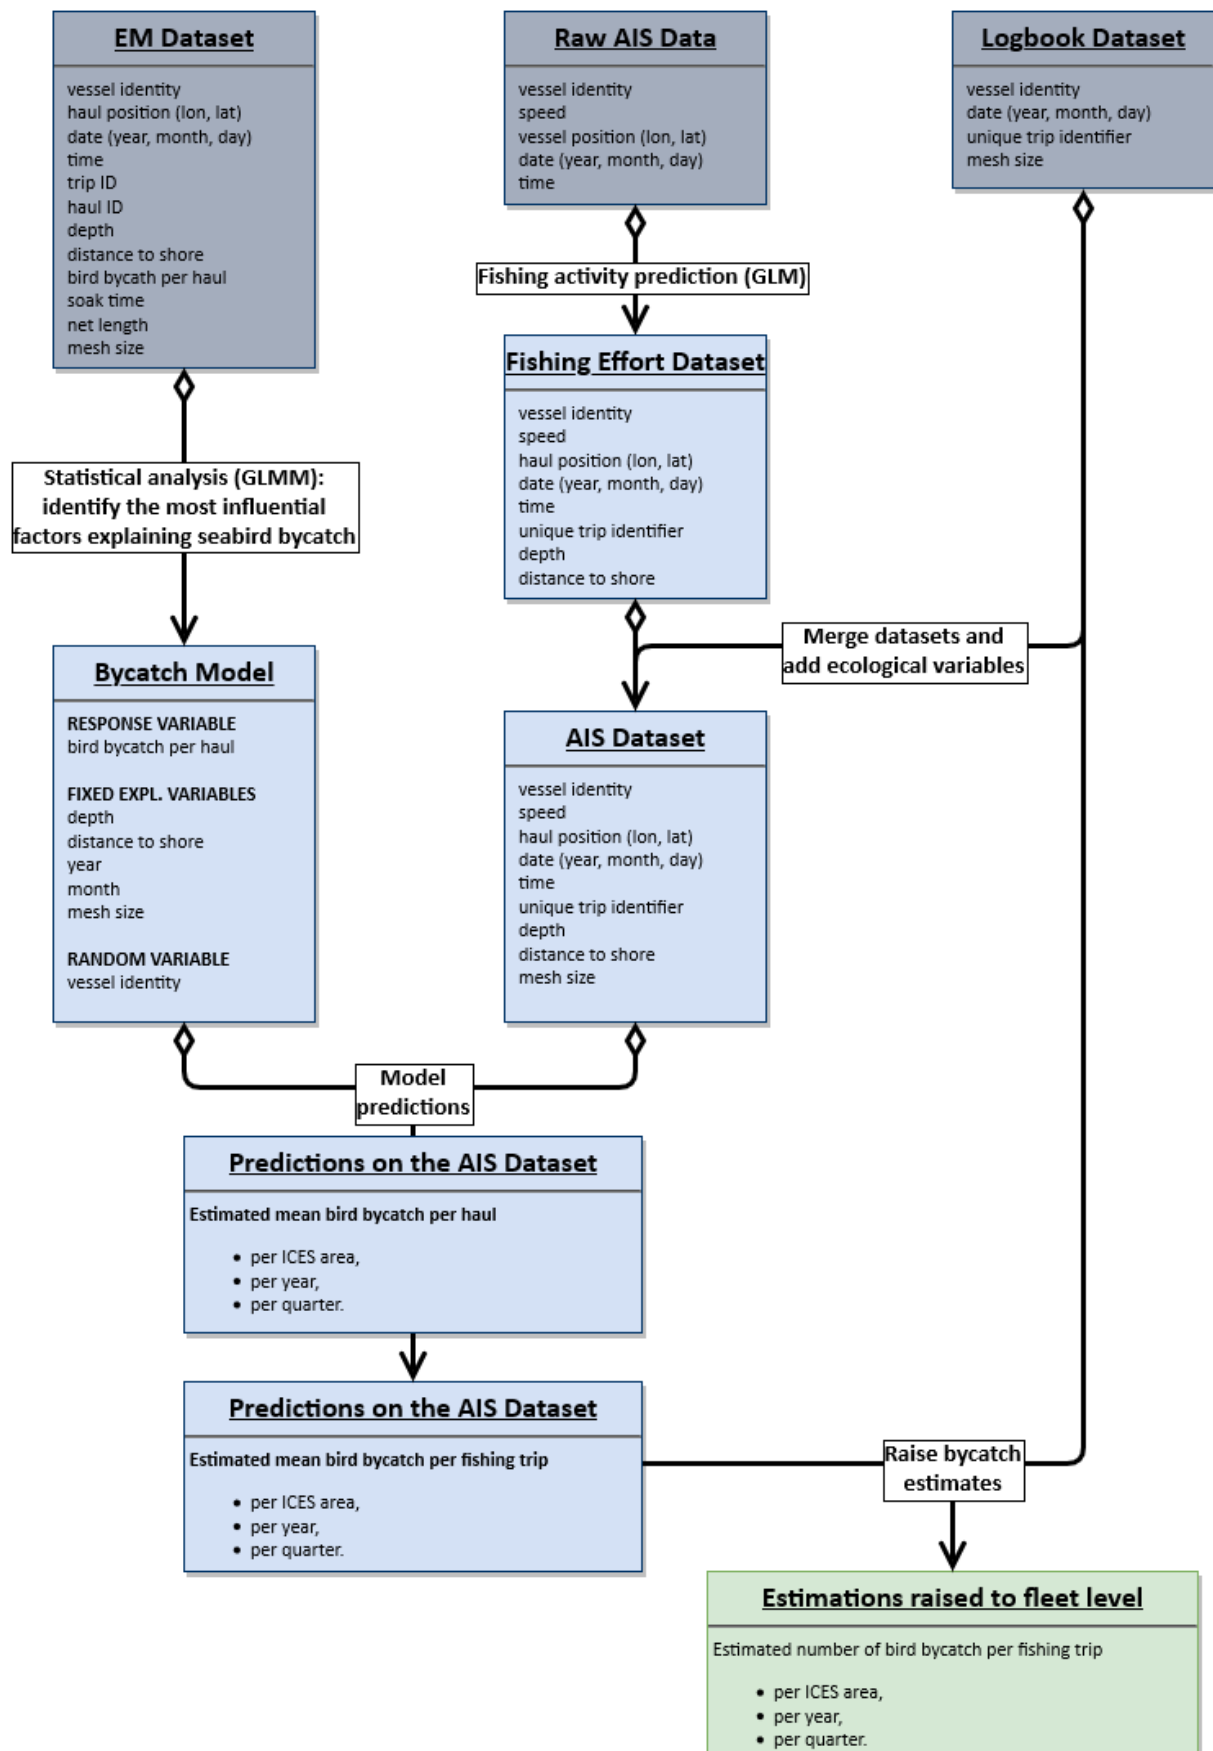 EM Dataset
vessel identity
haul position (lon, lat)
date (year, month, day)
time
trip ID
haul ID
depth
distance to shore
bird bycath per haul
soak time
net length
mesh size
Raw AIS Data
vessel identity
speed
vessel position (lon, lat)
date (year, month, day)
time
Logbook Dataset
vessel identity
date (year, month, day)
unique trip identifier
mesh size
Fishing activity prediction (GLM)
Fishing Effort Dataset
vessel identity
speed
haul position (lon, lat)
date (year, month, day)
time
unique trip identifier
depth
distance to shore
Statistical analysis (GLMM):
identify the most influential
factors explaining seabird bycatch
Merge datasets and
add ecological variables
Bycatch Model
RESPONSE VARIABLE
bird bycatch per haul
FIXED EXPL. VARIABLES
depth
distance to shore
year
month
mesh size
RANDOM VARIABLE
vessel identity
AIS Dataset
vessel identity
speed
haul position (lon, lat)
date (year, month, day)
time
unique trip identifier
depth
distance to shore
mesh size
Model
predictions
Predictions on the AIS Dataset
Estimated mean bird bycatch per haul
• per ICES area,
• per year,
• per quarter.
Predictions on the AIS Dataset
Estimated mean bird bycatch per fishing trip
• per ICES area,
• per year,
• per quarter.
Raise bycatch
estimates
Estimations raised to fleet level
Estimated number of bird bycatch per fishing trip
• per ICES area,
• per year,
• per quarter.